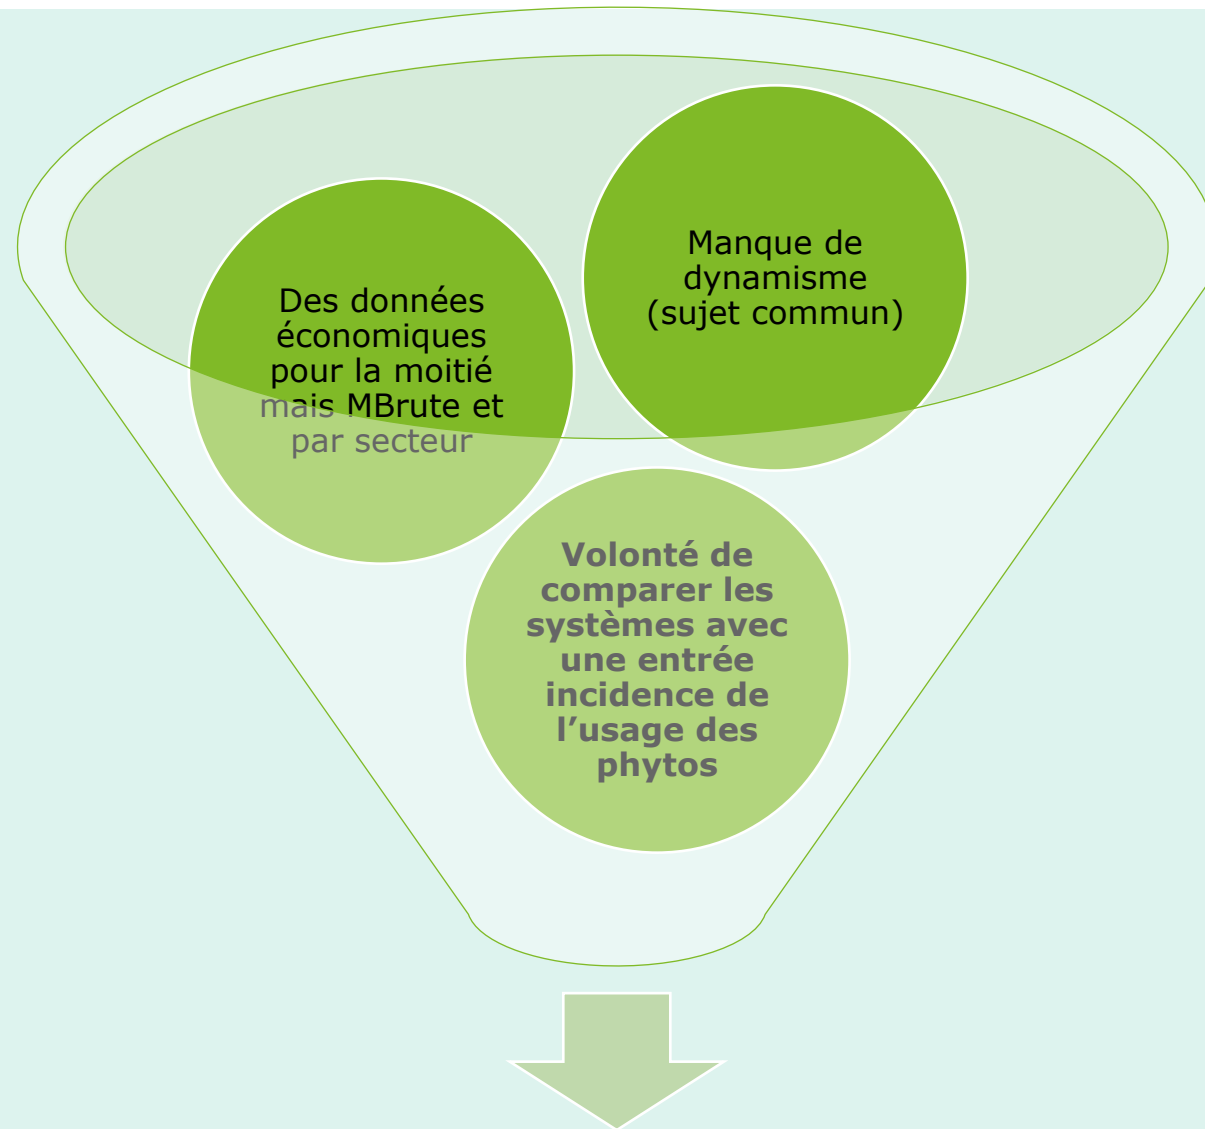 Des données
économiques
pour la moitié
mais MBrute et
par secteur
Manque de
dynamisme
(sujet commun)
Volonté de
comparer les
systèmes avec
une entrée
incidence de
l’usage des
phytos